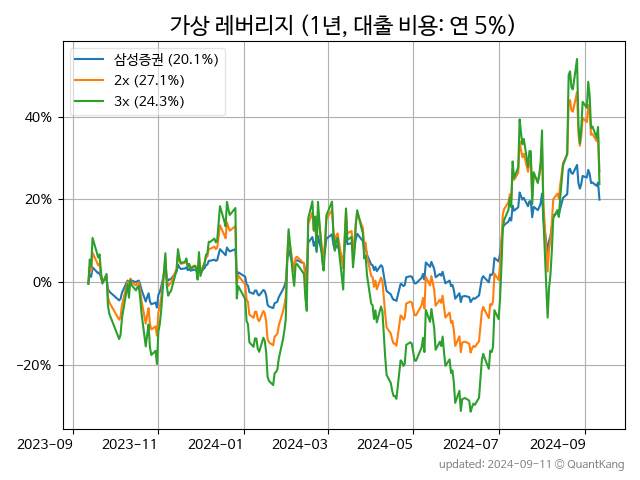 가상 레버리지 (1년, 대출 비용: 연 5%)
삼성증권 (20.1%)
2x (27.1%)
3x (24.3%)
40%
20%
0%
−20%
2023-09
2023-11
2024-01
2024-03
2024-05
2024-07
2024-09
updated: 2024-09-11 © QuantKang